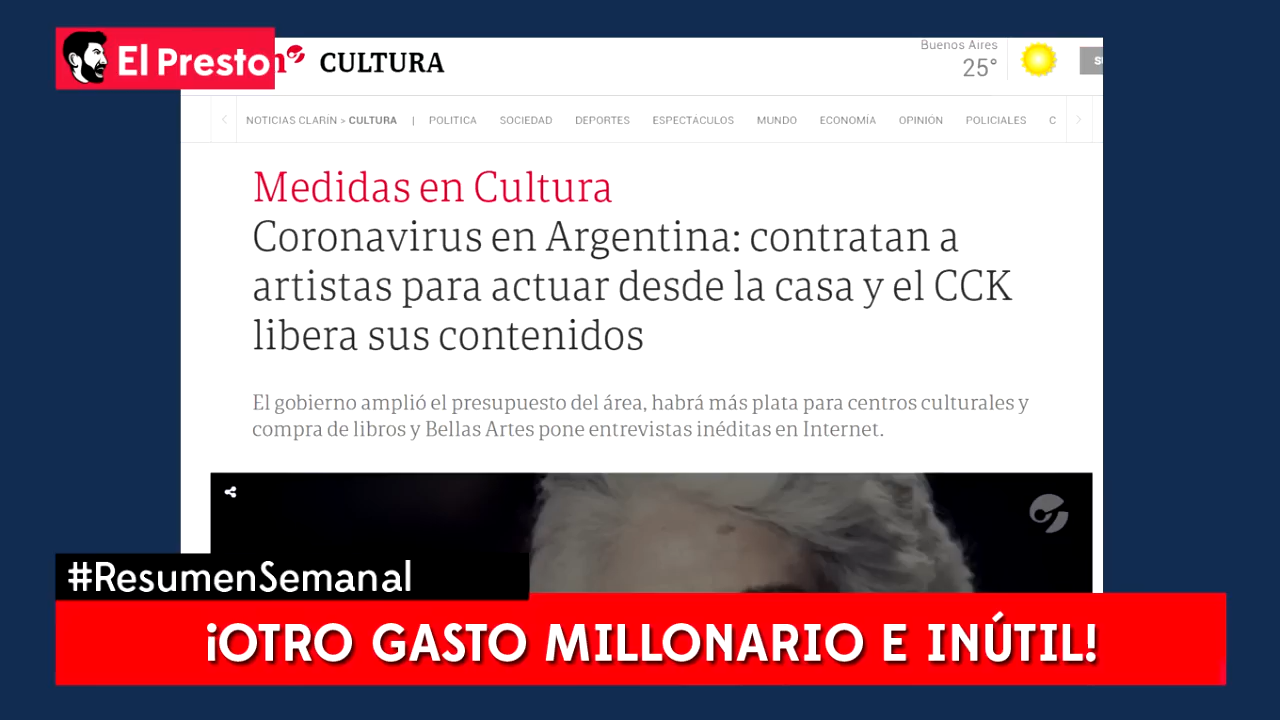 El Presto
CULTURA
Buenos Aires
25°
NOTICIAS CLARÍN > CULTURA | POLITICA SOCIEDAD DEPORTES ESPECTÁCULOS MUNDO ECONOMÍA OPINIÓN POLICIALES C
Medidas en Cultura
Coronavirus en Argentina: contratan a
artistas para actuar desde la casa y el CCK
libera sus contenidos
El gobierno amplió el presupuesto del área, habrá más plata para centros culturales y
compra de libros y Bellas Artes pone entrevistas inéditas en Internet.
#ResumenSemanal
¡OTRO GASTO MILLONARIO E INÚTIL!